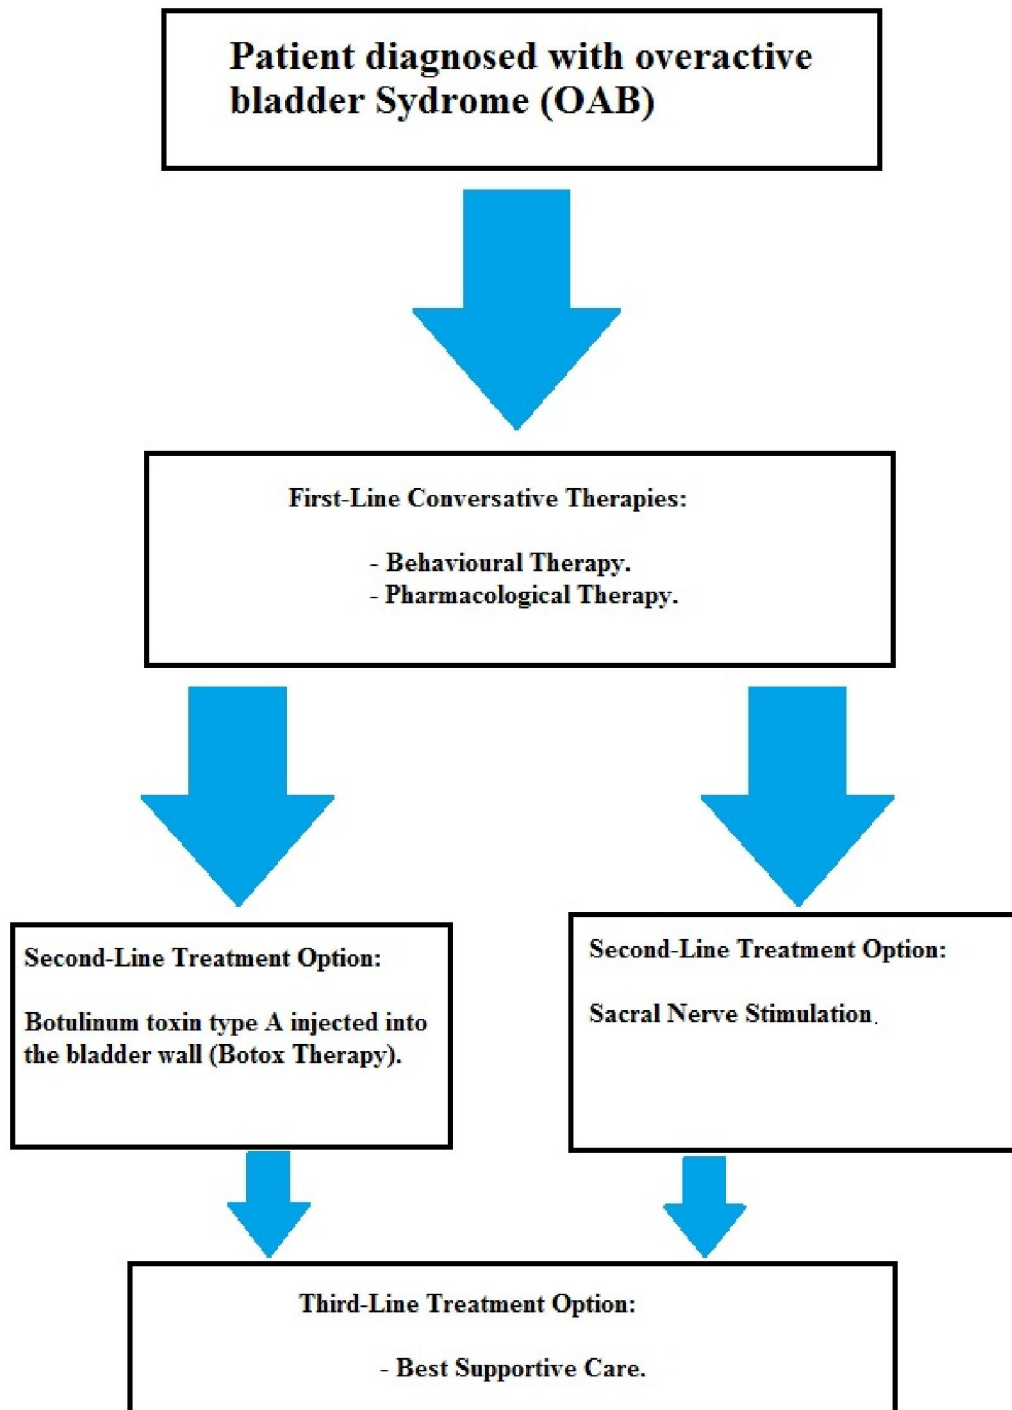 Patient diagnosed with overactive
bladder Sydrome (OAB)
First-Line Conversative Therapies:
- Behavioural Therapy.
- Pharmacological Therapy.
Second-Line Treatment Option:
Botulinum toxin type A injected into
the bladder wall (Botox Therapy).
Second-Line Treatment Option:
Sacral Nerve Stimulation.
Third-Line Treatment Option:
- Best Supportive Care.